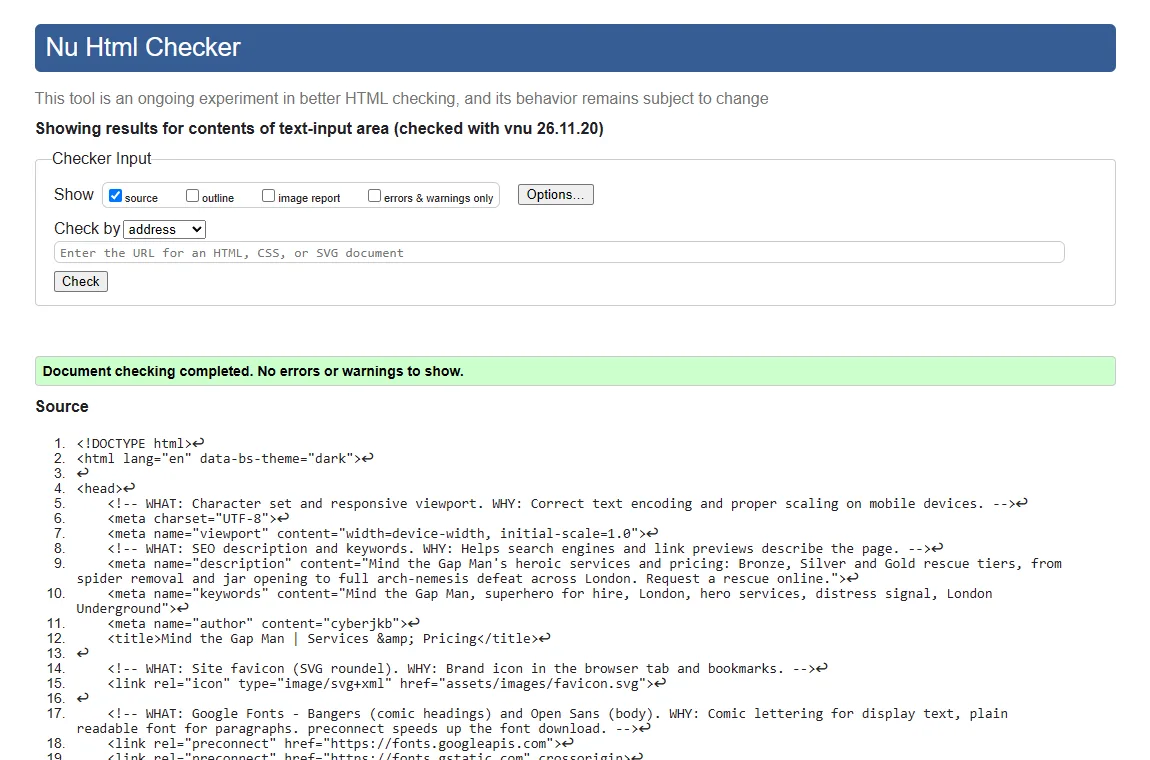 Nu Html Checker
This tool is an ongoing experiment in better HTML checking, and its behavior remains subject to change
Showing results for contents of text-input area (checked with vnu 26.11.20)
Checker Input
Show source outline image report errors & warnings only Options...
Check by address
Enter the URL for an HTML, CSS, or SVG document
Check
Document checking completed. No errors or warnings to show.
Source
1. <!DOCTYPE html>↩
2. <html lang="en" data-bs-theme="dark">↩
3. ↩
4. <head>↩
5.     <!-- WHAT: Character set and responsive viewport. WHY: Correct text encoding and proper scaling on mobile devices. -->↩
6.     <meta charset="UTF-8">↩
7.     <meta name="viewport" content="width=device-width, initial-scale=1.0">↩
8.     <!-- WHAT: SEO description and keywords. WHY: Helps search engines and link previews describe the page. -->↩
9.     <meta name="description" content="Mind the Gap Man's heroic services and pricing: Bronze, Silver and Gold rescue tiers, from
spider removal and jar opening to full arch-nemesis defeat across London. Request a rescue online.">↩
10.     <meta name="keywords" content="Mind the Gap Man, superhero for hire, London, hero services, distress signal, London
Underground">↩
11.     <meta name="author" content="cyberjkb">↩
12.     <title>Mind the Gap Man | Services &amp; Pricing</title>↩
13. ↩
14.     <!-- WHAT: Site favicon (SVG roundel). WHY: Brand icon in the browser tab and bookmarks. -->↩
15.     <link rel="icon" type="image/svg+xml" href="assets/images/favicon.svg">↩
16. ↩
17.     <!-- WHAT: Google Fonts - Bangers (comic headings) and Open Sans (body). WHY: Comic lettering for display text, plain
readable font for paragraphs. preconnect speeds up the font download. -->↩
18.     <link rel="preconnect" href="https://fonts.googleapis.com">↩
19.     <link rel="preconnect" href="https://fonts.gstatic.com" crossorigin>↩